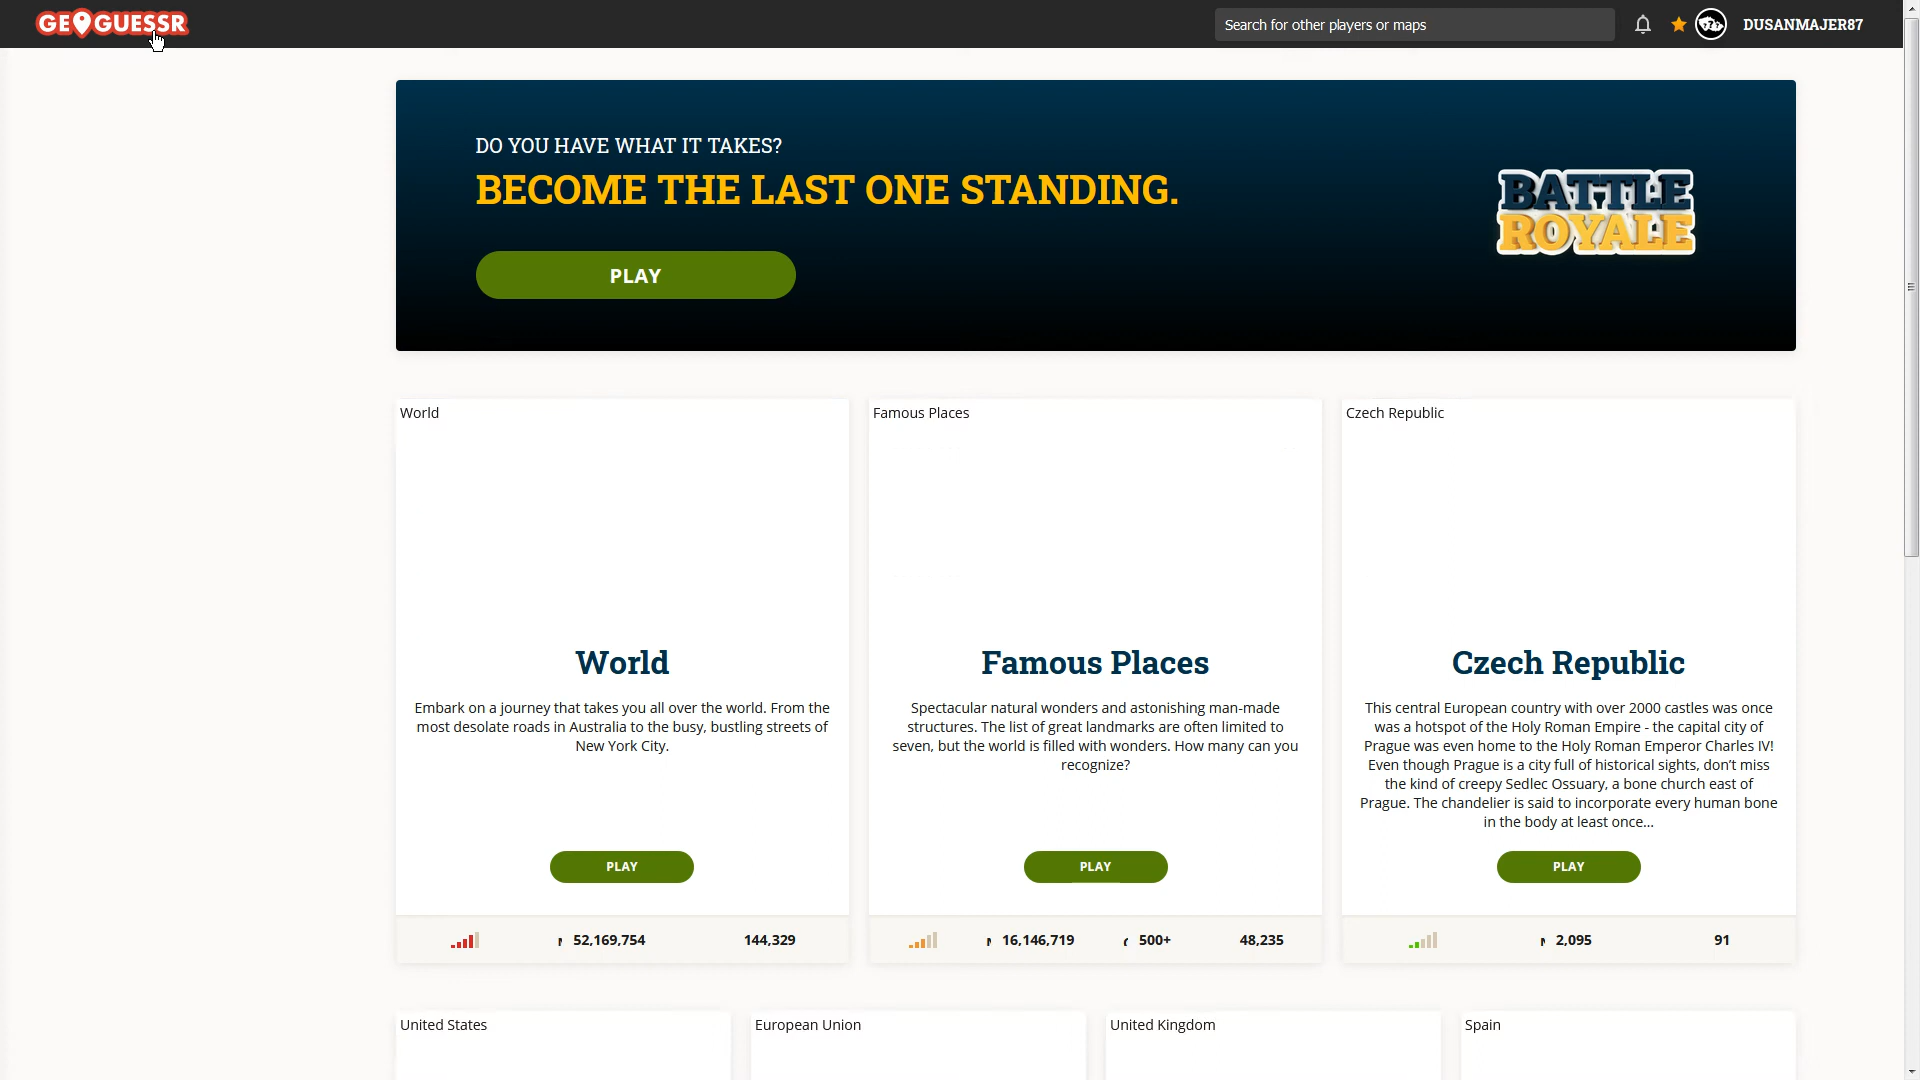 GEOGUESSR
Search for other players or maps
DUSANMAJER87
DO YOU HAVE WHAT IT TAKES?
BECOME THE LAST ONE STANDING.
PLAY
BATTLE
ROYALE
World
World
Embark on a journey that takes you all over the world. From the
most desolate roads in Australia to the busy, bustling streets of
New York City.
PLAY
52,169,754
144,329
Famous Places
Famous Places
Spectacular natural wonders and astonishing man-made
structures. The list of great landmarks are often limited to
seven, but the world is filled with wonders. How many can you
recognize?
PLAY
16,146,719
500+
48,235
Czech Republic
Czech Republic
This central European country with over 2000 castles was once
was a hotspot of the Holy Roman Empire - the capital city of
Prague was even home to the Holy Roman Emperor Charles IV!
Even though Prague is a city full of historical sights, don't miss
the kind of creepy Sedlec Ossuary, a bone church east of
Prague. The chandelier is said to incorporate every human bone
in the body at least once...
PLAY
2,095
91
United States
European Union
United Kingdom
Spain